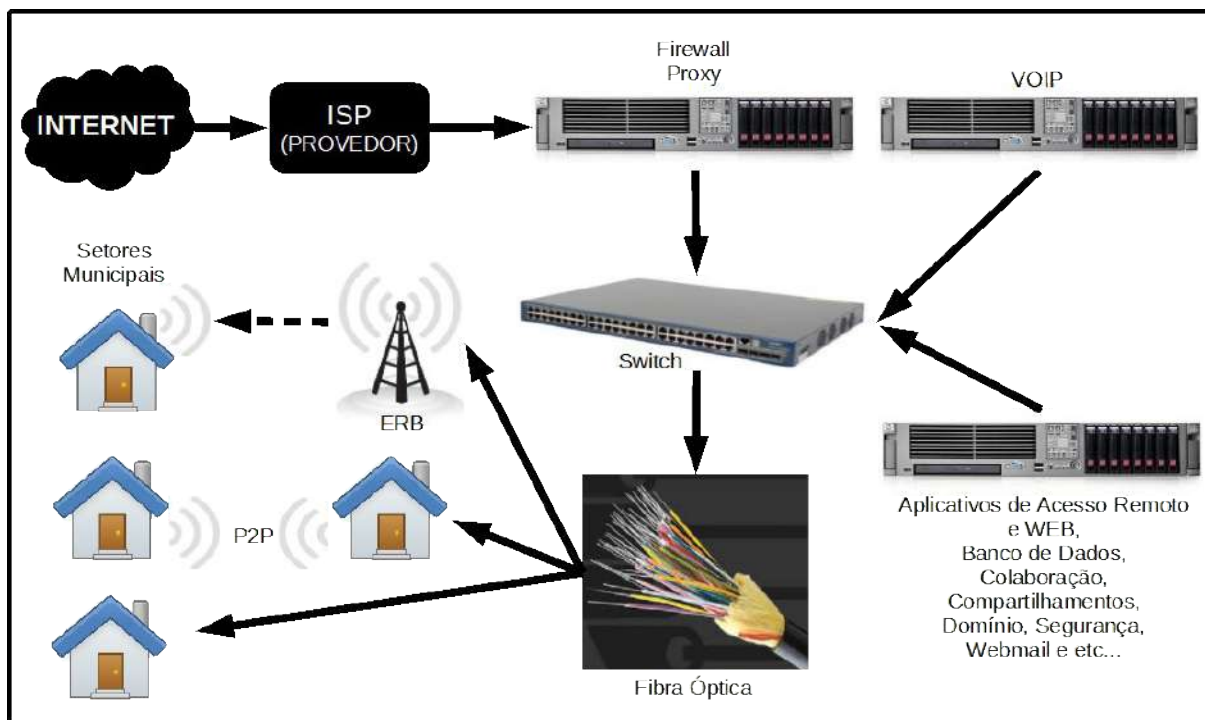 INTERNET
ISP
(PROVEDOR)
Firewall
Proxy
VOIP
Setores
Municipais
ERB
Switch
P2P
Fibra Óptica
Aplicativos de Acesso Remoto
e WEB,
Banco de Dados,
Colaboração,
Compartilhamentos,
Domínio, Segurança,
Webmail e etc...